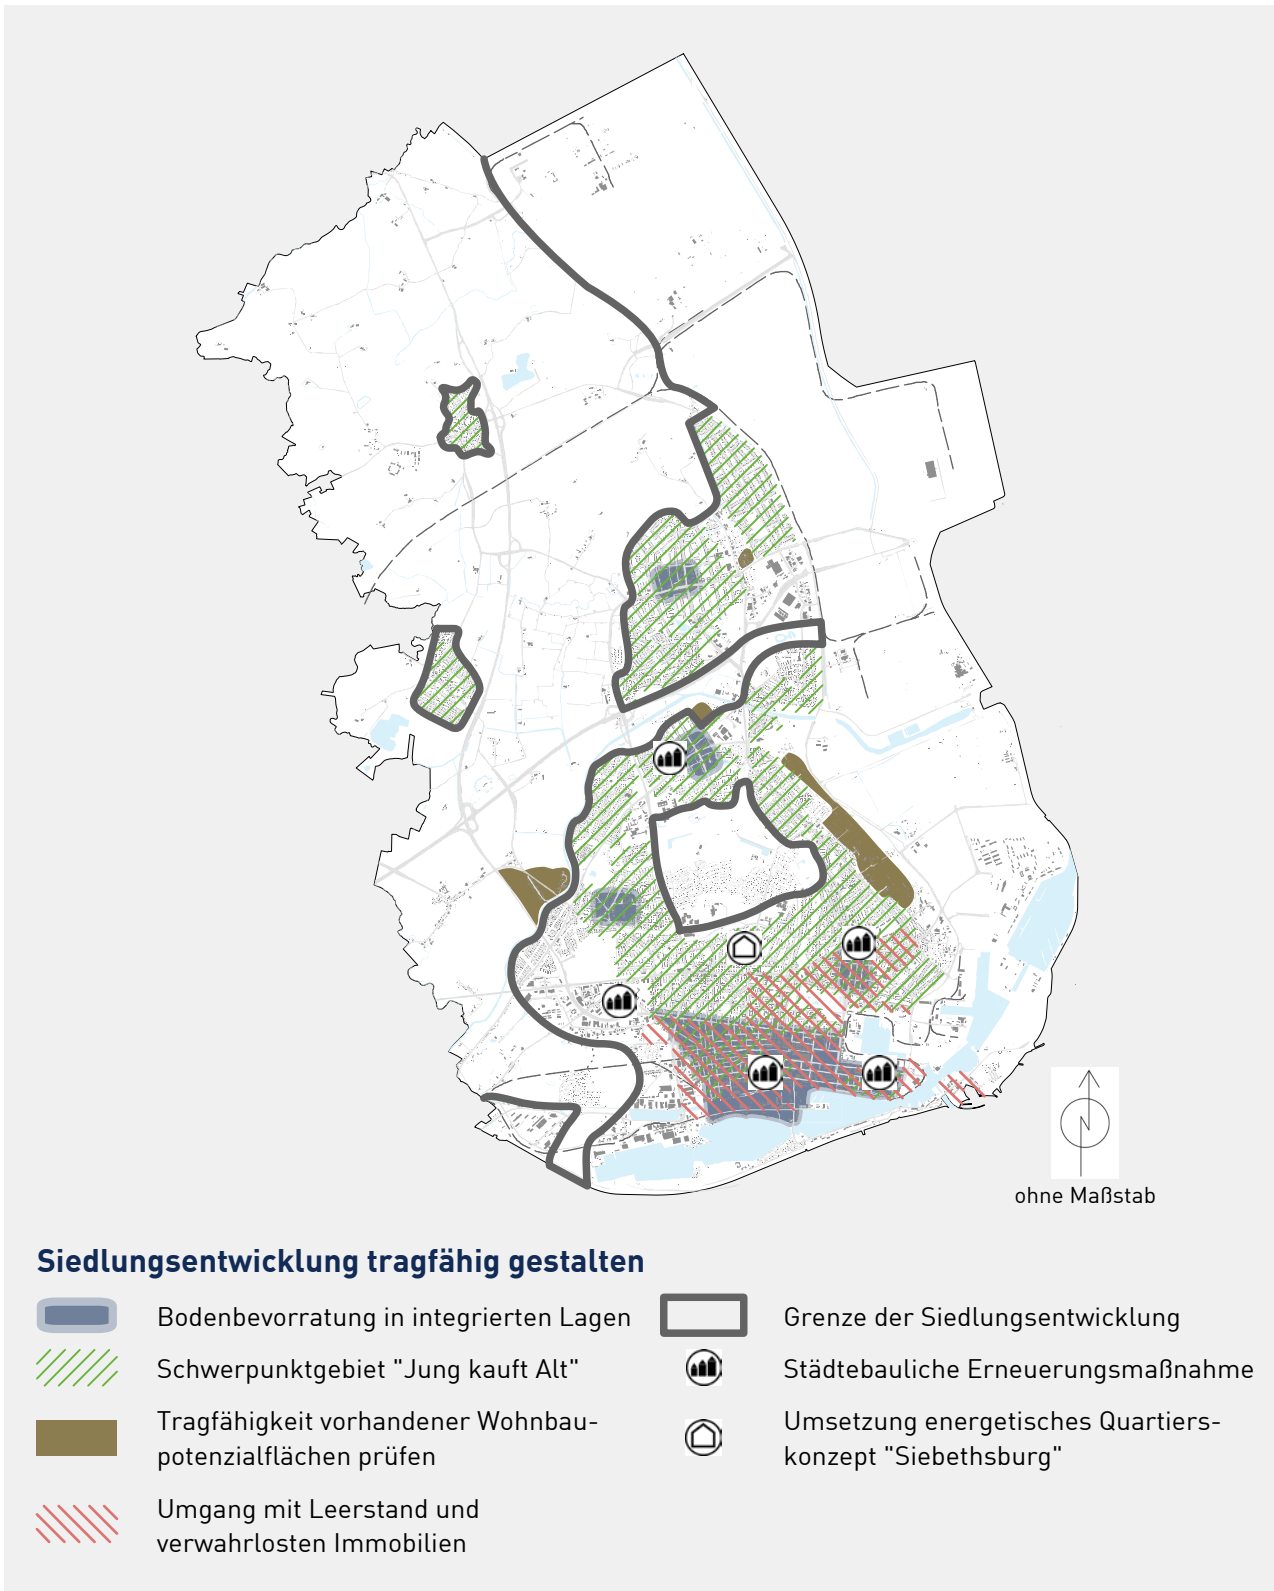 N
ohne Maßstab
Siedlungsentwicklung tragfähig gestalten
Bodenbevorratung in integrierten Lagen
Schwerpunktgebiet "Jung kauft Alt"
Tragfähigkeit vorhandener Wohnbau-
potenzialflächen prüfen
Umgang mit Leerstand und
verwahrlosten Immobilien
Grenze der Siedlungsentwicklung
Städtebauliche Erneuerungsmaßnahme
Umsetzung energetisches Quartiers-
konzept "Siebethsburg"